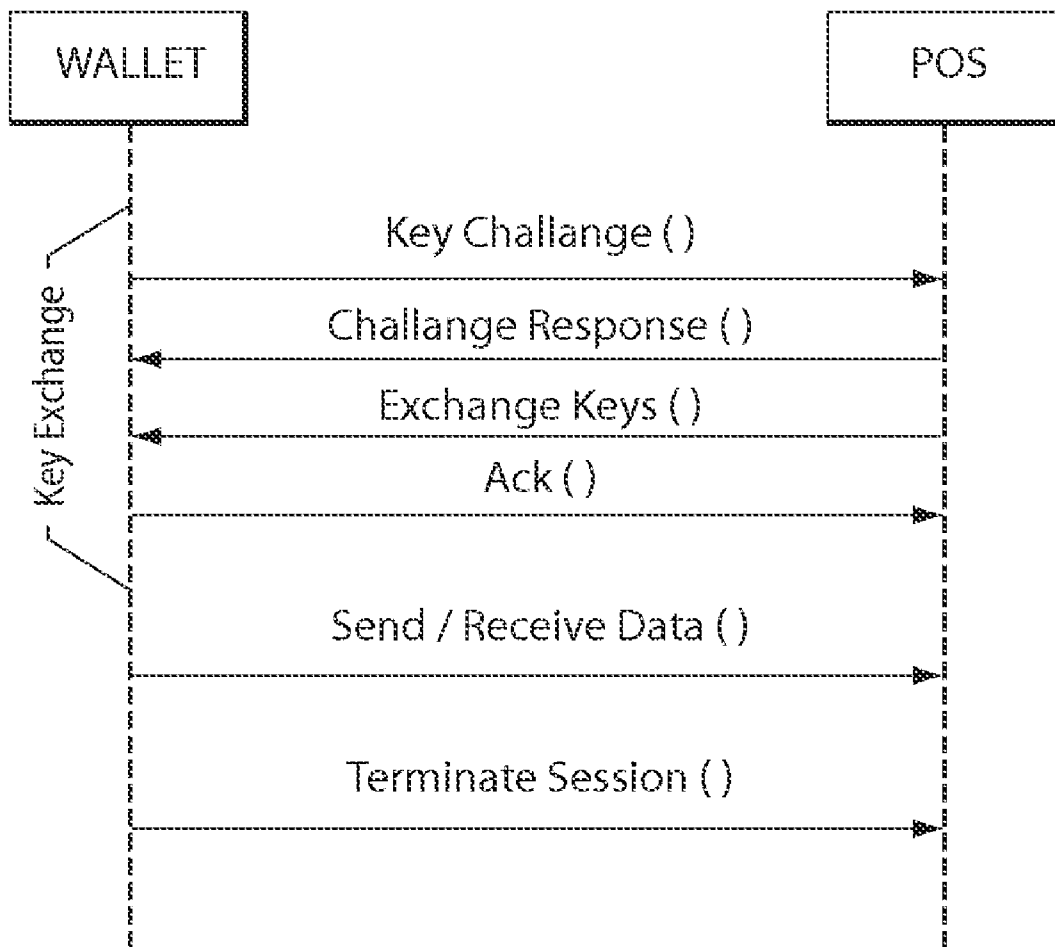 WALLET
POS
Key Challange ( )
Challange Response ( )
Exchange Keys ( )
Ack ( )
Key Exchange
Send / Receive Data ( )
Terminate Session ( )